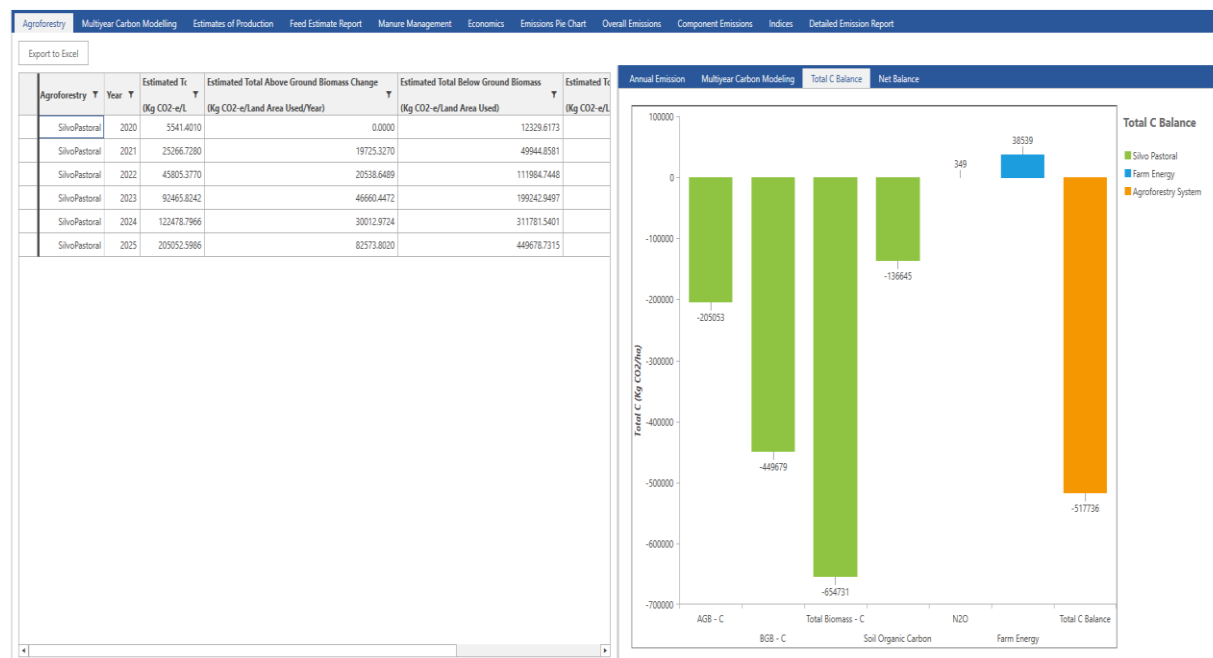 Agroforestry Multiyear Carbon Modelling Estimates of Production Feed Estimate Report Manure Management Economics Emissions Pie Chart Overall Emissions Component Emissions Indices Detailed Emission Report
Export to Excel
Agroforestry Year Estimated Tc (Kg CO2-e/L Estimated Total Above Ground Biomass Change (Kg CO2-e/Land Area Used/Year) Estimated Total Below Ground Biomass (Kg CO2-e/Land Area Used) Estimated Tc (Kg CO2-e/L
SilvoPastoral 2020 5541.4010 0.0000 12329.6173
SilvoPastoral 2021 25266.7280 19725.3270 49944.8581
SilvoPastoral 2022 45805.3770 20538.6489 111984.7448
SilvoPastoral 2023 92465.8242 46660.4472 199242.9497
SilvoPastoral 2024 122478.7966 30012.9724 311781.5401
SilvoPastoral 2025 205052.5986 82573.8020 449678.7315
Annual Emission Multiyear Carbon Modeling Total C Balance Net Balance
Total C (Kg CO2/ha)
100000
0
-100000
-200000
-300000
-400000
-500000
-600000
-700000
-205053
-449679
-654731
-136645
349
38539
-517736
AGB - C
BGB - C
Total Biomass - C
Soil Organic Carbon
N2O
Farm Energy
Total C Balance
Total C Balance
Silvo Pastoral
Farm Energy
Agroforestry System